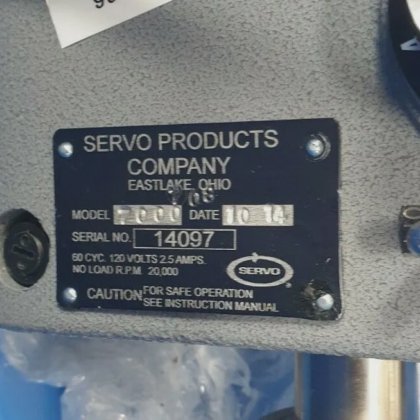 SERVO PRODUCTS
COMPANY
EASTLAKE, OHIO
MODEL 7000 DATE 10 14
SERIAL NO. 14097
60 CYC. 120 VOLTS 2.5 AMPS.
NO LOAD R.P.M. 20,000
SERVO
CAUTION FOR SAFE OPERATION
SEE INSTRUCTION MANUAL